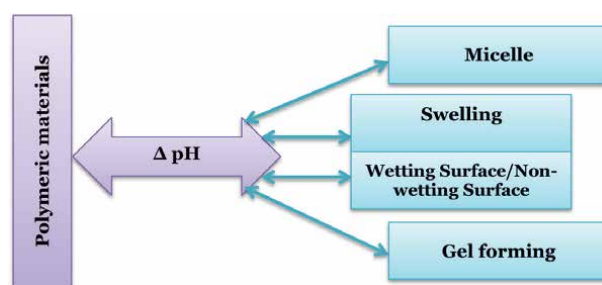 Polymeric materials
Δ pH
Micelle
Swelling
Wetting Surface/Non-
wetting Surface
Gel forming